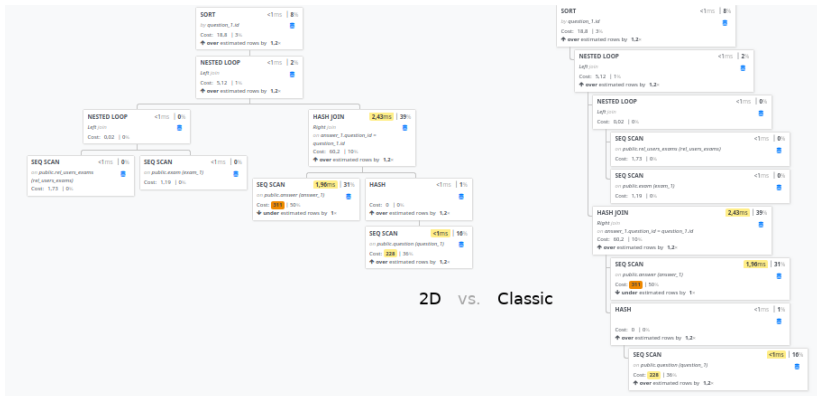 SORT <1ms | 8%
by question_1.id
Cost: 18,8 | 3%
over estimated rows by 1,2×
NESTED LOOP <1ms | 2%
Left join
Cost: 5,12 | 1%
over estimated rows by 1,2×
NESTED LOOP <1ms | 0%
Left join
Cost: 0,02 | 0%
SEQ SCAN <1ms | 0%
on public.rel_users_exams
(rel_users_exams)
Cost: 1,73 | 0%
SEQ SCAN <1ms | 0%
on public.exam (exam_1)
Cost: 1,19 | 0%
HASH JOIN 2,43ms | 39%
Right join
on answer_1.question_id =
question_1.id
Cost: 60,2 | 10%
over estimated rows by 1,2×
SEQ SCAN 1,96ms | 31%
on public.answer (answer_1)
Cost: 311 | 50%
under estimated rows by 1×
HASH <1ms | 1%
Cost: 0 | 0%
over estimated rows by 1,2×
SEQ SCAN <1ms | 16%
on public.question (question_1)
Cost: 228 | 36%
over estimated rows by 1,2×
2D vs. Classic
SORT <1ms | 8%
by question_1.id
Cost: 18,8 | 3%
over estimated rows by 1,2×
NESTED LOOP <1ms | 2%
Left join
Cost: 5,12 | 1%
over estimated rows by 1,2×
NESTED LOOP <1ms | 0%
Left join
Cost: 0,02 | 0%
SEQ SCAN <1ms | 0%
on public.rel_users_exams (rel_users_exams)
Cost: 1,73 | 0%
SEQ SCAN <1ms | 0%
on public.exam (exam_1)
Cost: 1,19 | 0%
HASH JOIN 2,43ms | 39%
Right join
on answer_1.question_id = question_1.id
Cost: 60,2 | 10%
over estimated rows by 1,2×
SEQ SCAN 1,96ms | 31%
on public.answer (answer_1)
Cost: 311 | 50%
under estimated rows by 1×
HASH <1ms | 1%
Cost: 0 | 0%
over estimated rows by 1,2×
SEQ SCAN <1ms | 16%
on public.question (question_1)
Cost: 228 | 36%
over estimated rows by 1,2×